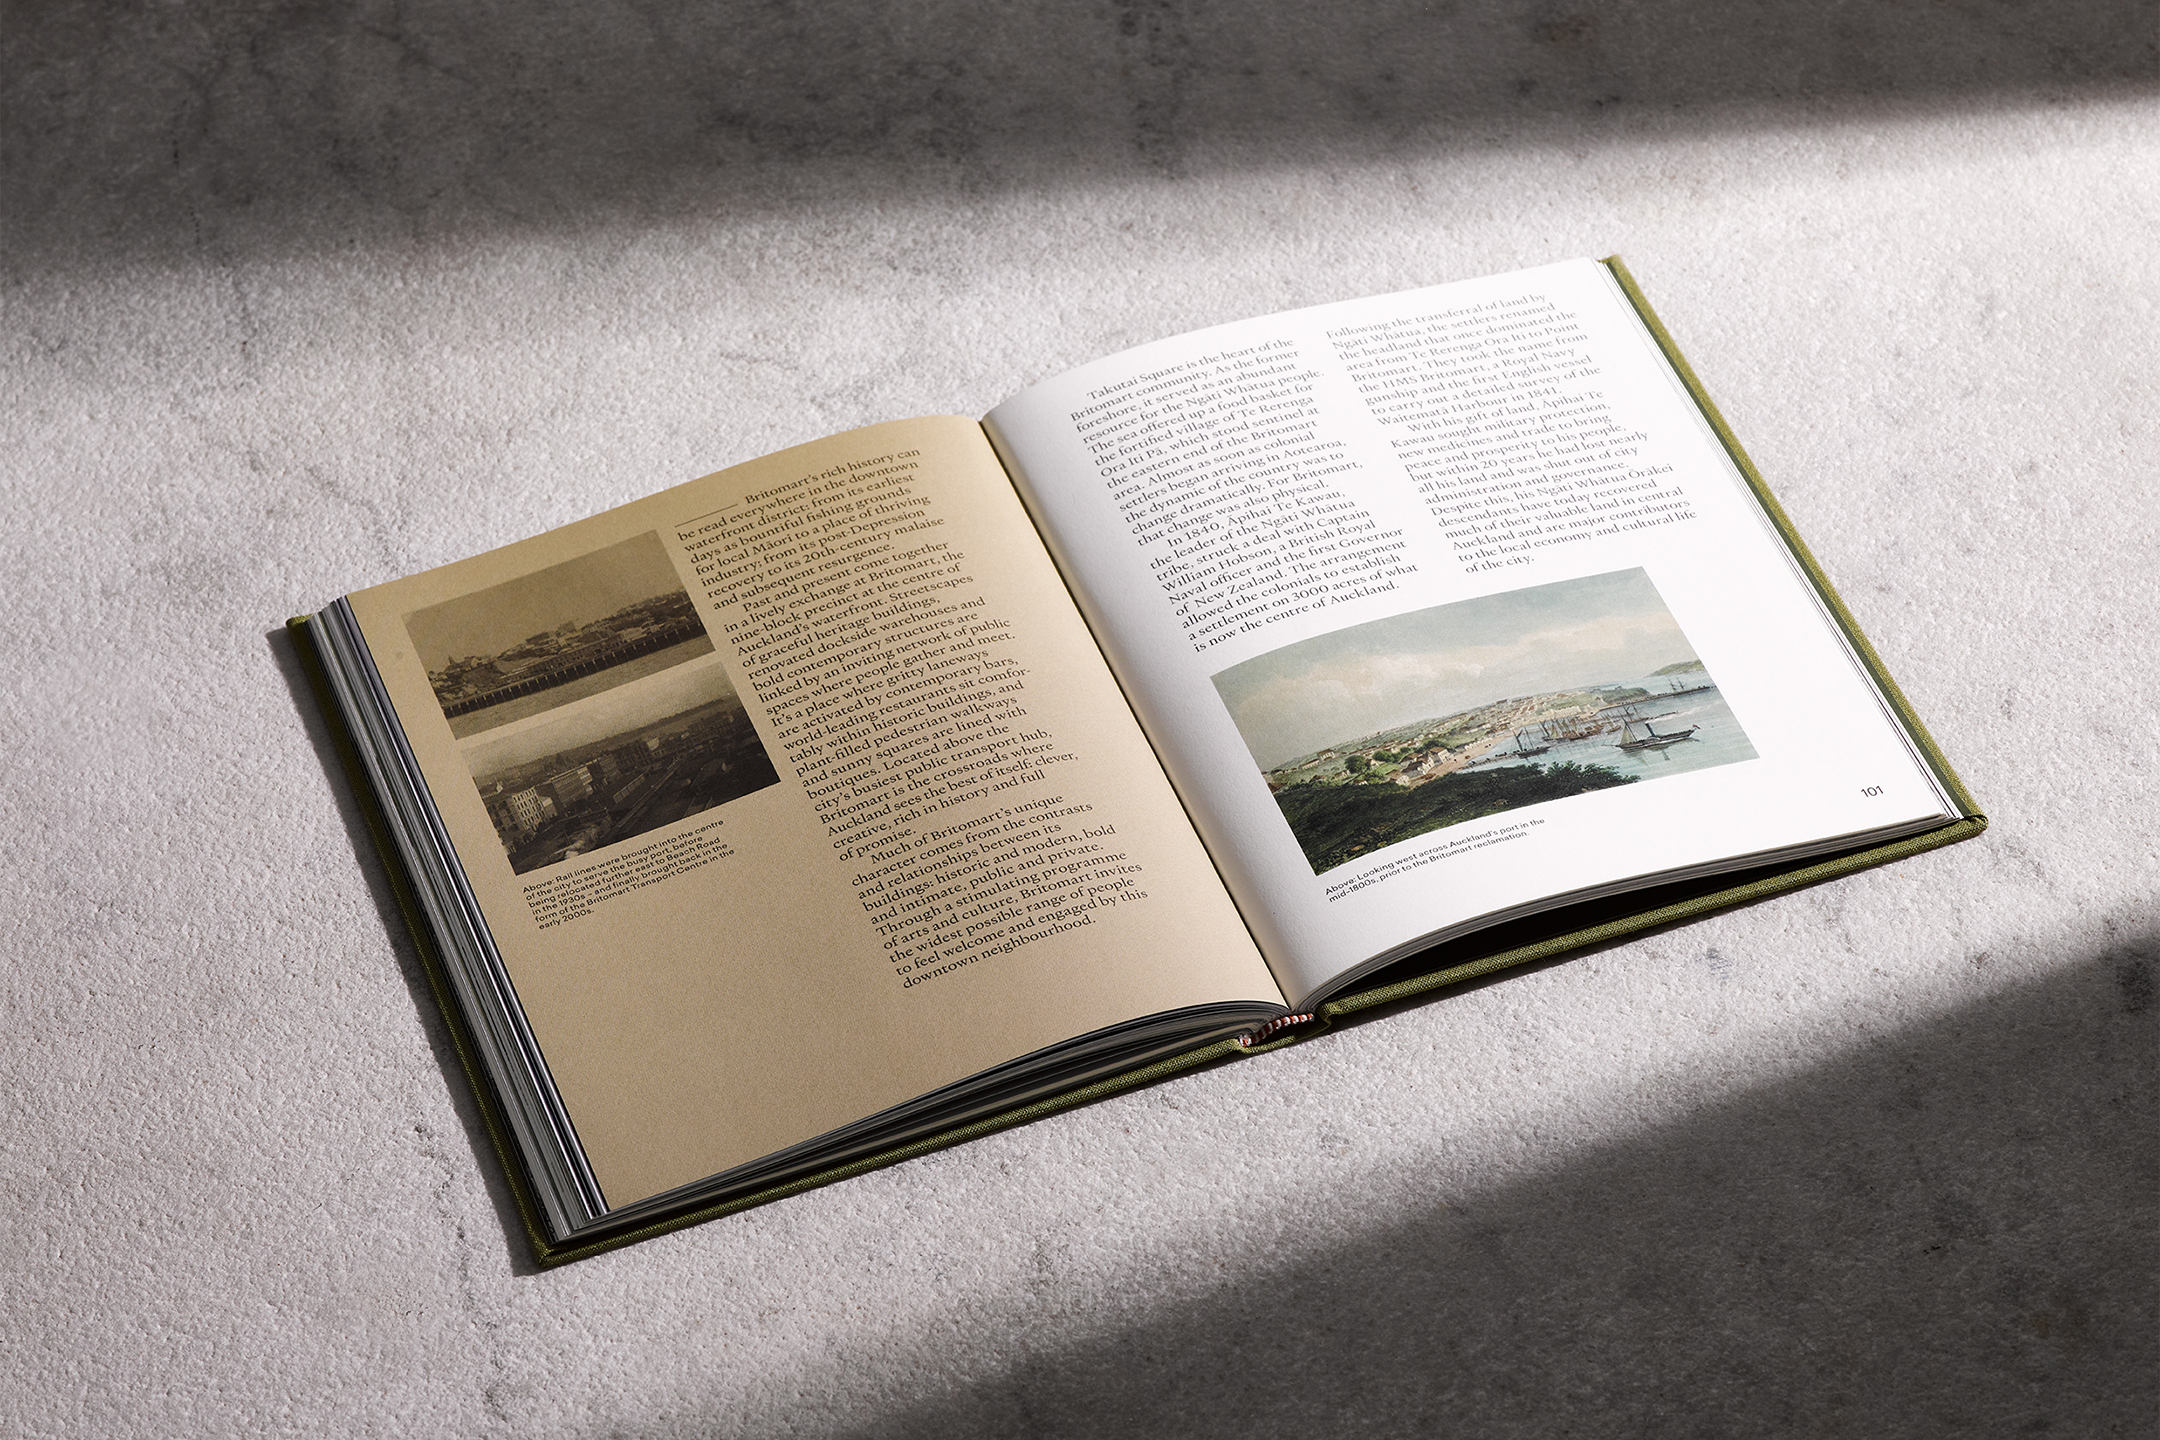 Britomart's rich history can
be read everywhere in the downtown
waterfront district: from its earliest
days as bountiful fishing grounds
for local Māori to a place of thriving
industry; from its post-Depression
recovery to its 20th-century malaise
and subsequent resurgence.
Past and present come together
in a lively exchange at Britomart, the
nine-block precinct at the centre of
Auckland's waterfront. Streetscapes
of graceful heritage buildings,
renovated dockside warehouses and
bold contemporary structures are
linked by an inviting network of public
spaces where people gather and meet.
It's a place where gritty laneways
are activated by contemporary bars,
world-leading restaurants sit comfor-
tably within historic buildings, and
plant-filled pedestrian walkways
and sunny squares are lined with
boutiques. Located above the
city's busiest public transport hub,
Britomart is the crossroads where
Auckland sees the best of itself: clever,
creative, rich in history and full
of promise.
Much of Britomart's unique
character comes from the contrasts
and relationships between its
buildings: historic and modern, bold
and intimate, public and private.
Through a stimulating programme
of arts and culture, Britomart invites
the widest possible range of people
to feel welcome and engaged by this
downtown neighbourhood.
Above: Rail lines were brought into the centre
of the city to serve the busy port, before
being relocated further east to Beach Road
in the 1930s – and finally brought back in the
form of the Britomart Transport Centre in the
early 2000s.
Takutai Square is the heart of the
Britomart community. As the former
foreshore, it served as an abundant
resource for the Ngāti Whātua people.
The sea offered up a food basket for
the fortified village of Te Rerenga
Ora Iti Pā, which stood sentinel at
the eastern end of the Britomart
area. Almost as soon as colonial
settlers began arriving in Aotearoa,
the dynamic of the country was to
change dramatically. For Britomart,
that change was also physical.
In 1840, Āpihai Te Kawau,
the leader of the Ngāti Whātua
tribe, struck a deal with Captain
William Hobson, a British Royal
Naval officer and the first Governor
of New Zealand. The arrangement
allowed the colonials to establish
a settlement on 3000 acres of what
is now the centre of Auckland.
Following the transferral of land by
Ngāti Whātua, the settlers renamed
the headland that once dominated the
area from Te Rerenga Ora Iti to Point
Britomart. They took the name from
the HMS Britomart, a Royal Navy
gunship and the first English vessel
to carry out a detailed survey of the
Waitematā Harbour in 1841.
With his gift of land, Āpihai Te
Kawau sought military protection,
new medicines and trade to bring
peace and prosperity to his people,
but within 20 years he had lost nearly
all his land and was shut out of city
administration and governance.
Despite this, his Ngāti Whātua Ōrākei
descendants have today recovered
much of their valuable land in central
Auckland and are major contributors
to the local economy and cultural life
of the city.
Above: Looking west across Auckland's port in the
mid-1800s, prior to the Britomart reclamation.
101